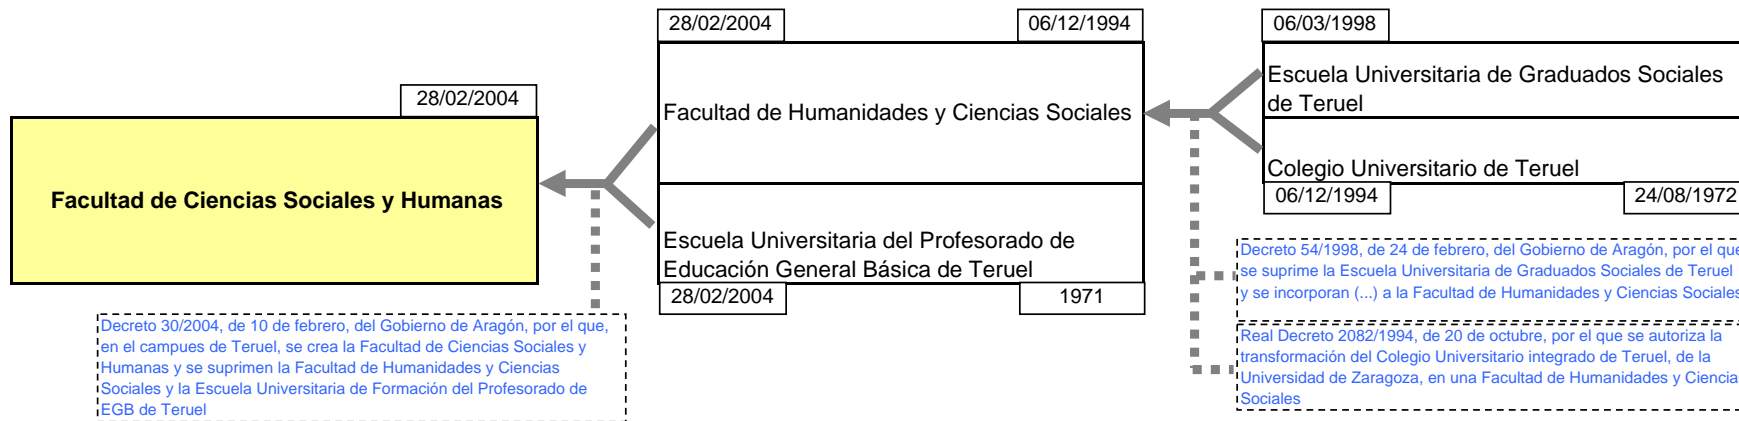 28/02/2004
Facultad de Ciencias Sociales y Humanas
Decreto 30/2004, de 10 de febrero, del Gobierno de Aragón, por el que,
en el campues de Teruel, se crea la Facultad de Ciencias Sociales y
Humanas y se suprimen la Facultad de Humanidades y Ciencias
Sociales y la Escuela Universitaria de Formación del Profesorado de
EGB de Teruel
28/02/2004
06/12/1994
Facultad de Humanidades y Ciencias Sociales
Escuela Universitaria del Profesorado de
Educación General Básica de Teruel
28/02/2004
1971
06/03/1998
Escuela Universitaria de Graduados Sociales
de Teruel
Colegio Universitario de Teruel
06/12/1994
24/08/1972
Decreto 54/1998, de 24 de febrero, del Gobierno de Aragón, por el que
se suprime la Escuela Universitaria de Graduados Sociales de Teruel
y se incorporan (...) a la Facultad de Humanidades y Ciencias Sociales
Real Decreto 2082/1994, de 20 de octubre, por el que se autoriza la
transformación del Colegio Universitario integrado de Teruel, de la
Universidad de Zaragoza, en una Facultad de Humanidades y Ciencia
Sociales